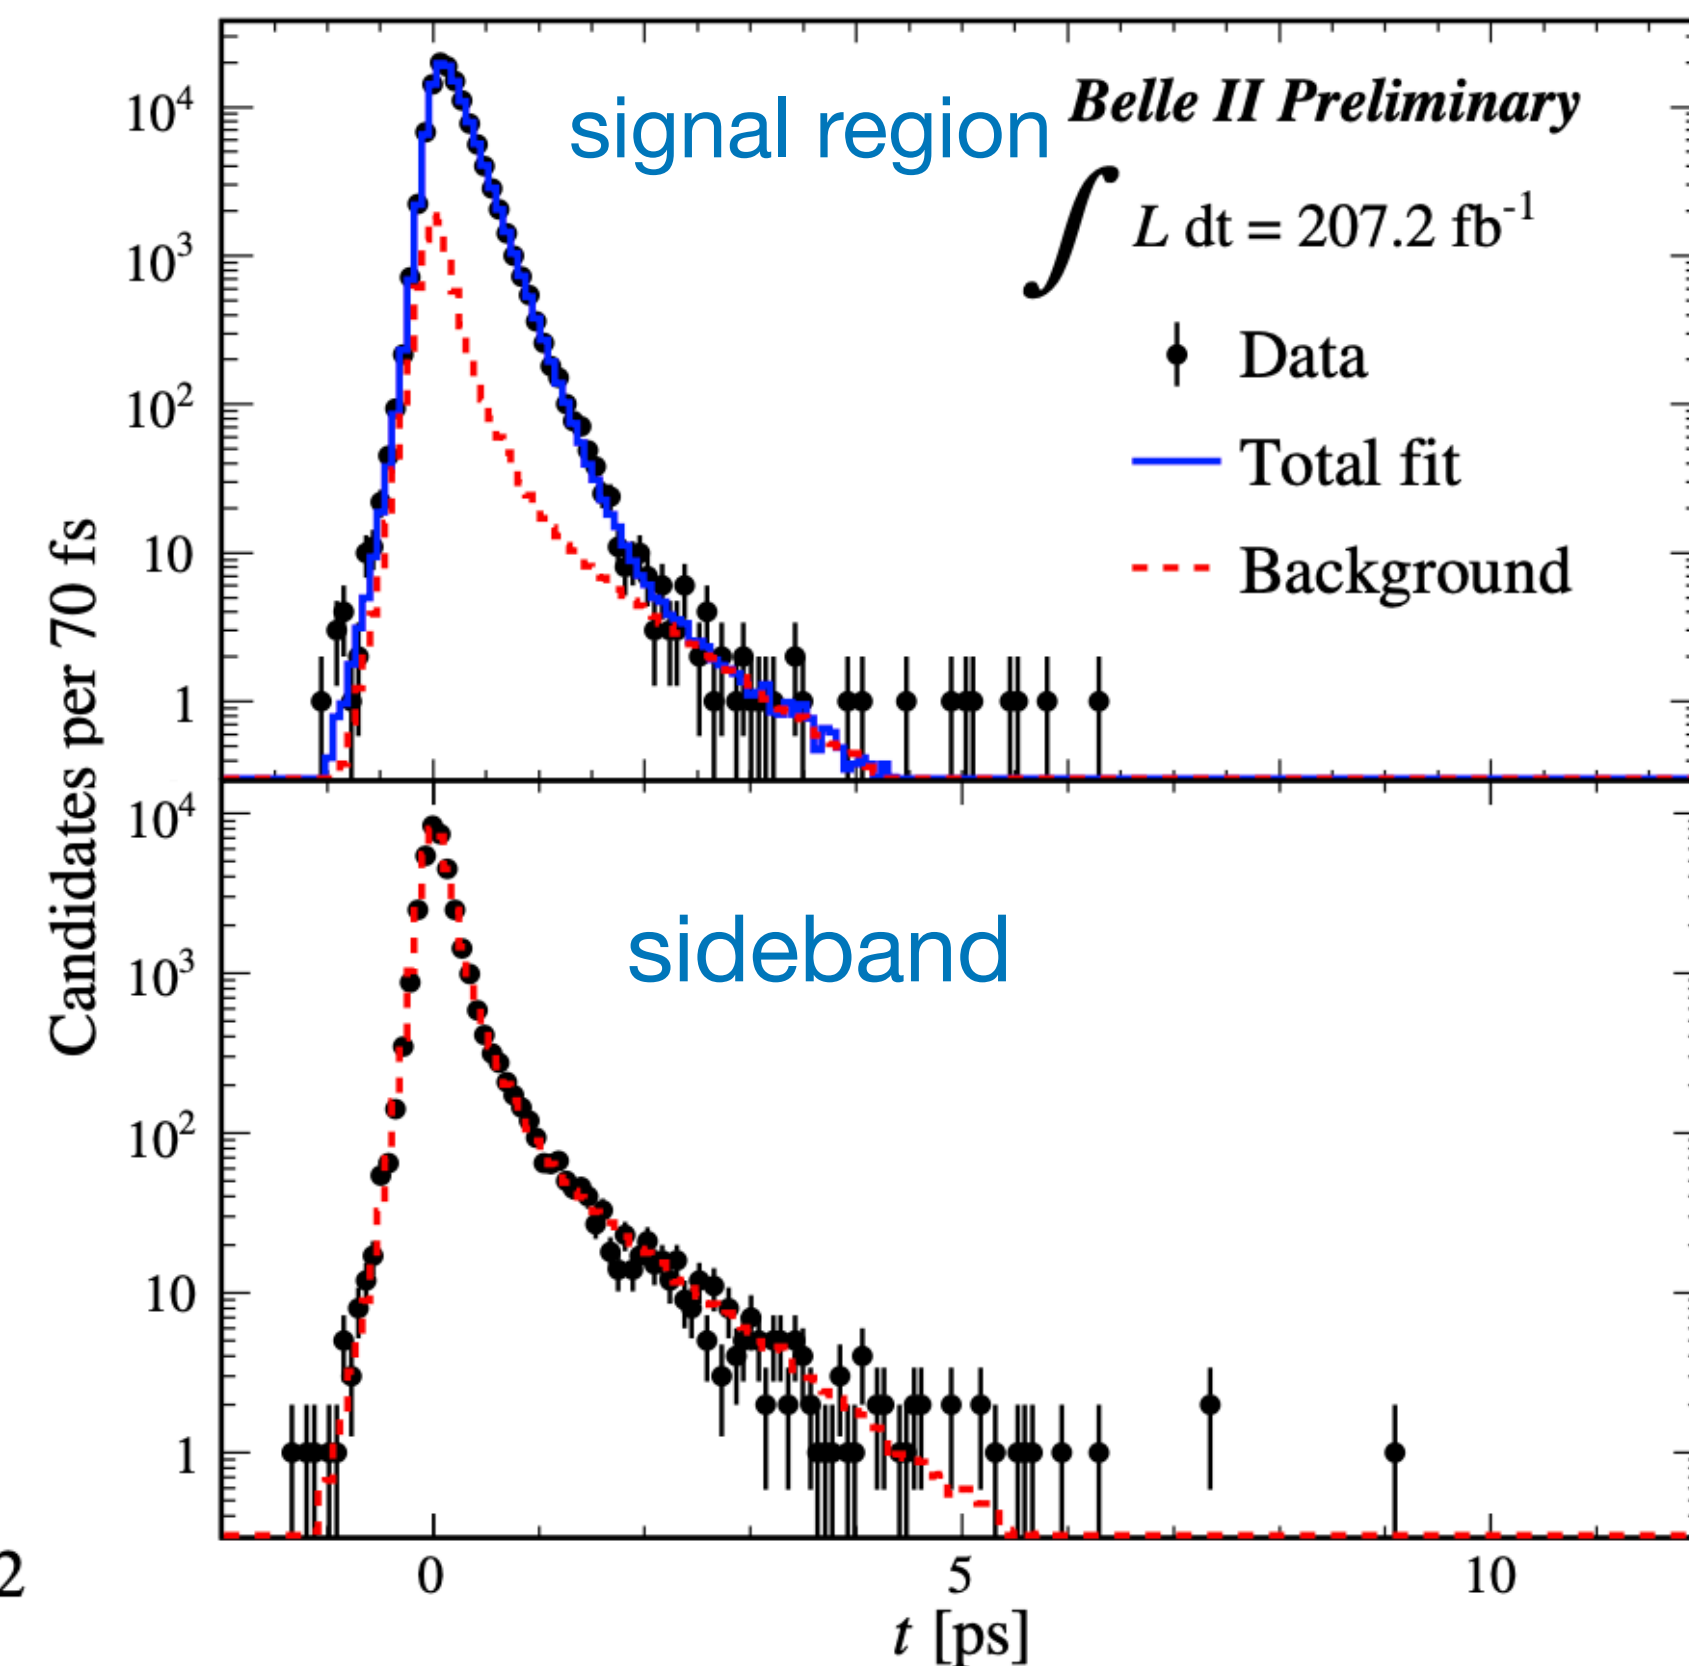 Candidates per 70 fs
10⁴
10³
10²
10
1
signal region
Belle II Preliminary
∫ L dt = 207.2 fb⁻¹
Data
Total fit
Background
10⁴
10³
10²
10
1
sideband
2
0
5
10
t [ps]